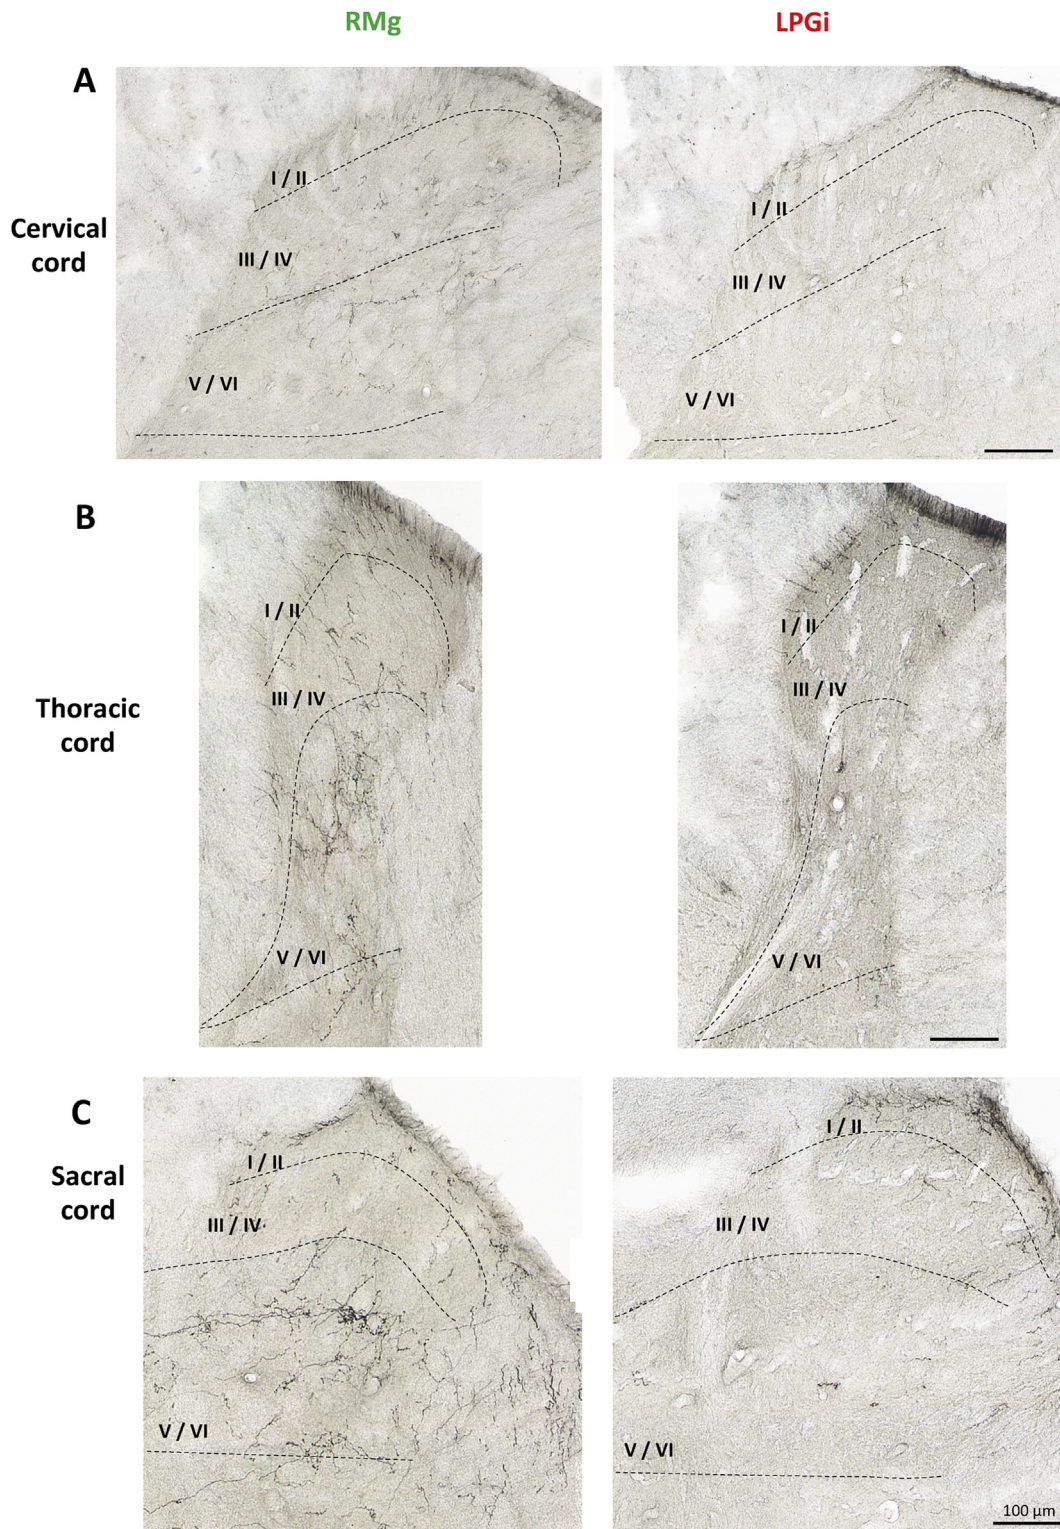 RMg
LPGi
A
Cervical
cord
I / II
III / IV
V / VI
I / II
III / IV
V / VI
B
Thoracic
cord
I / II
III / IV
V / VI
I / II
III / IV
V / VI
C
Sacral
cord
I / II
III / IV
V / VI
I / II
III / IV
V / VI
100 µm